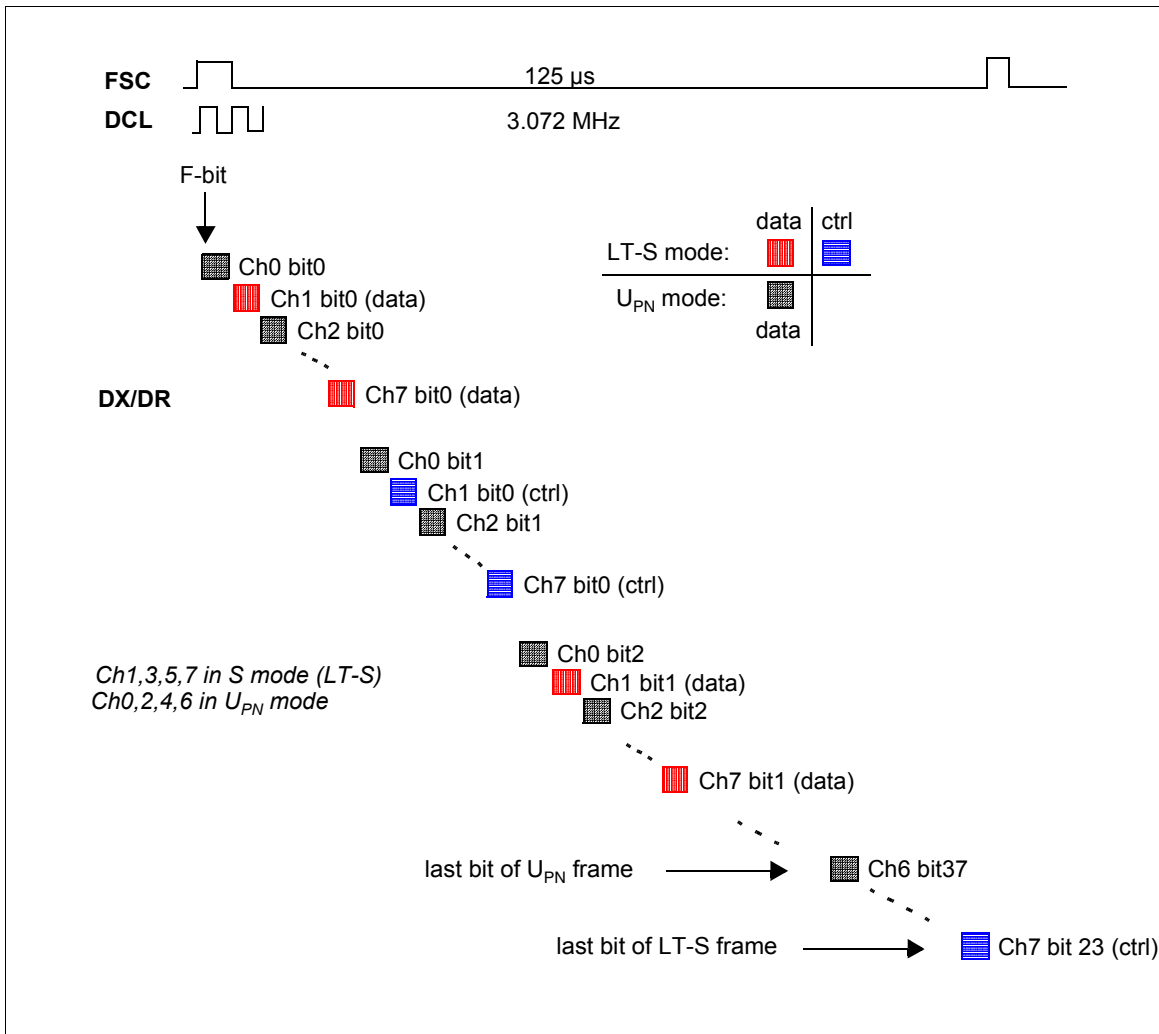 FSC
125 µs
DCL
3.072 MHz
F-bit
data ctrl
LT-S mode:
Ch0 bit0
Ch1 bit0 (data)
UPN mode:
Ch2 bit0
data
DX/DR
Ch7 bit0 (data)
Ch0 bit1
Ch1 bit0 (ctrl)
Ch2 bit1
Ch7 bit0 (ctrl)
Ch0 bit2
Ch1,3,5,7 in S mode (LT-S)
Ch1 bit1 (data)
Ch0,2,4,6 in UPN mode
Ch2 bit2
Ch7 bit1 (data)
last bit of UPN frame
Ch6 bit37
last bit of LT-S frame
Ch7 bit 23 (ctrl)